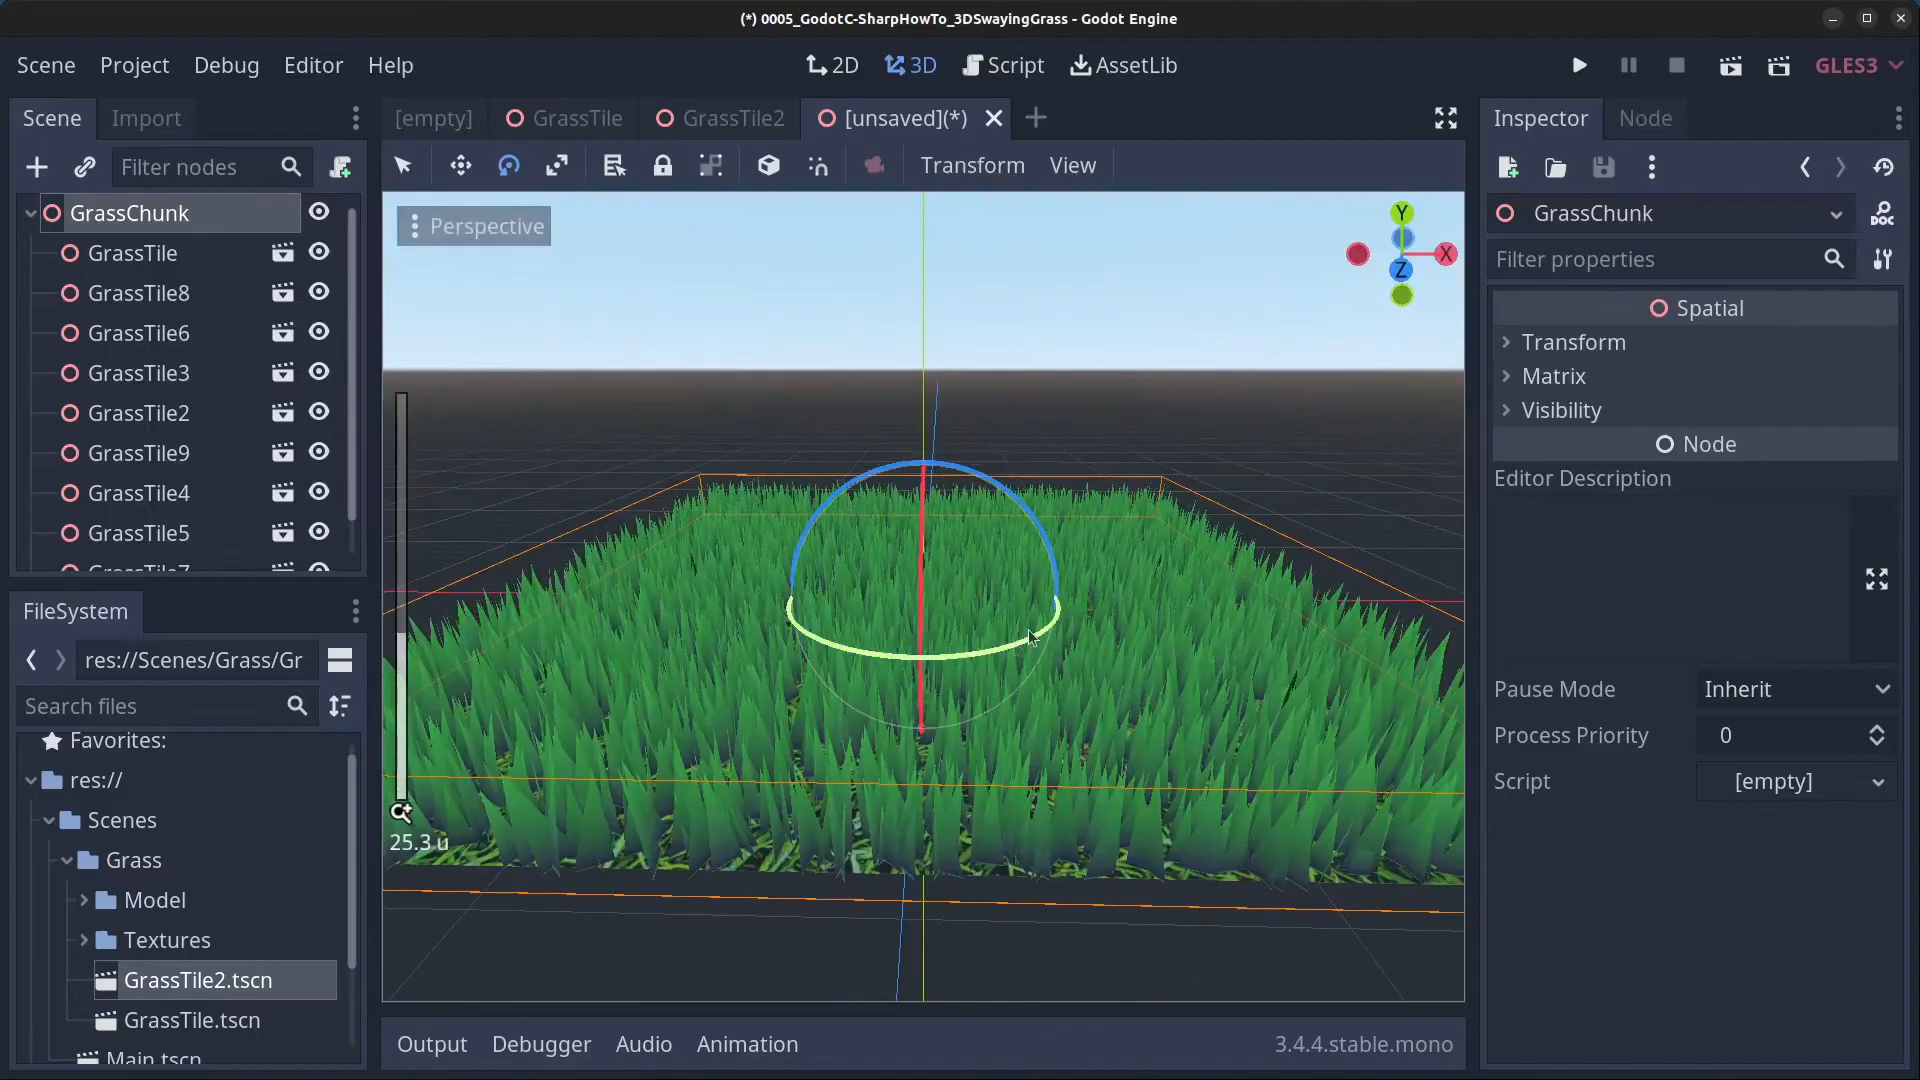 (*) 0005_GodotC-SharpHowTo_3DSwayingGrass - Godot Engine
Scene Project Debug Editor Help 2D 3D Script AssetLib GLES3
Scene Import
[empty] GrassTile GrassTile2 [unsaved](*)
Inspector Node
Filter nodes
Transform View
GrassChunk
GrassTile
GrassTile8
GrassTile6
GrassTile3
GrassTile2
GrassTile9
GrassTile4
GrassTile5
GrassTile7
FileSystem
res://Scenes/Grass/Gr
Search files
Favorites:
res://
Scenes
Grass
Model
Textures
GrassTile2.tscn
GrassTile.tscn
Main.tscn
Perspective
Y
X
Z
25.3 u
Output Debugger Audio Animation 3.4.4.stable.mono
GrassChunk
DOC
Filter properties
Spatial
Transform
Matrix
Visibility
Node
Editor Description
Pause Mode Inherit
Process Priority 0
Script [empty]